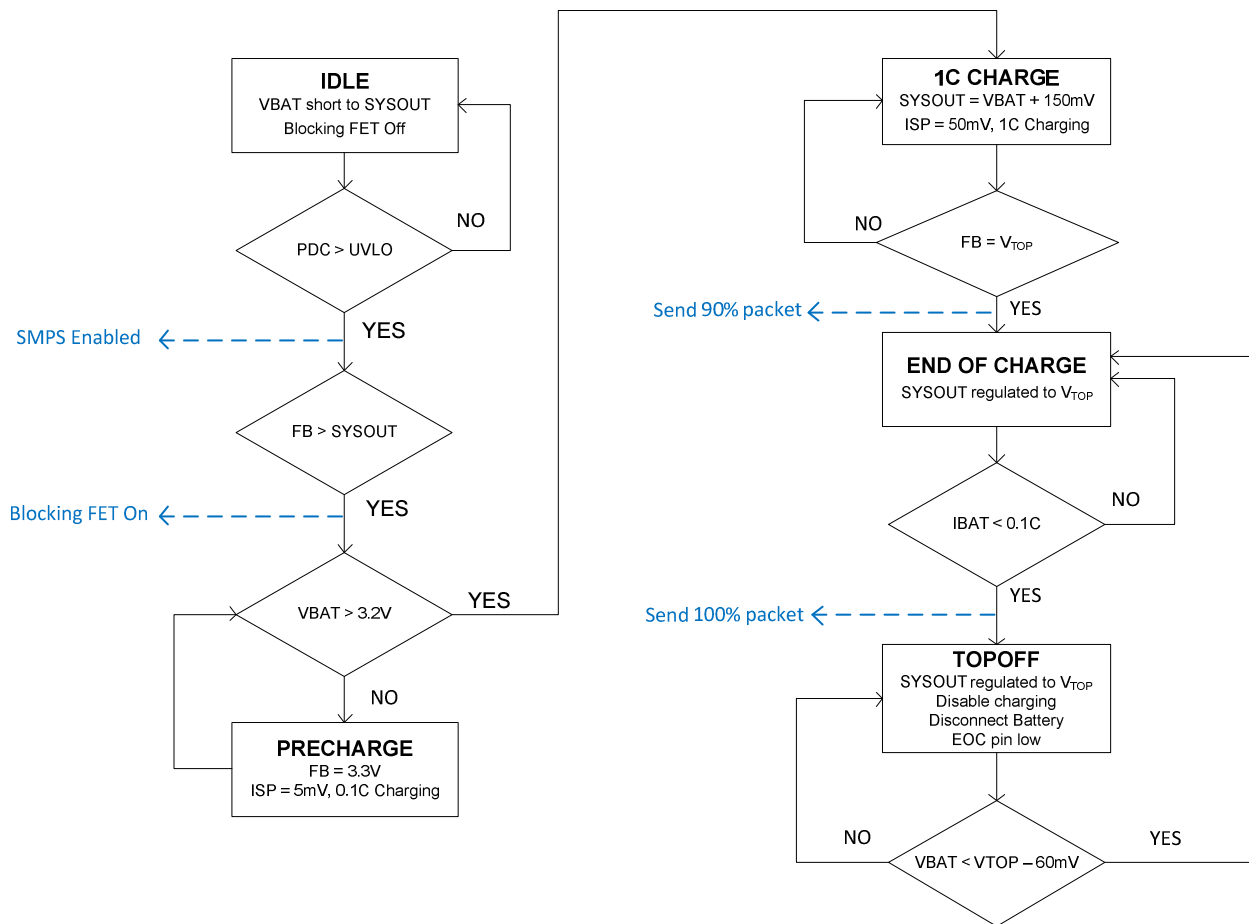 IDLE
VBAT short to SYSOUT
Blocking FET Off
NO
PDC > UVLO
YES
SMPS Enabled
FB > SYSOUT
YES
Blocking FET On
VBAT > 3.2V
YES
NO
PRECHARGE
FB = 3.3V
ISP = 5mV, 0.1C Charging
1C CHARGE
SYSOUT = VBAT + 150mV
ISP = 50mV, 1C Charging
NO
FB = VTOP
Send 90% packet
YES
END OF CHARGE
SYSOUT regulated to VTOP
NO
IBAT < 0.1C
YES
Send 100% packet
TOPOFF
SYSOUT regulated to VTOP
Disable charging
Disconnect Battery
EOC pin low
NO
YES
VBAT < VTOP – 60mV